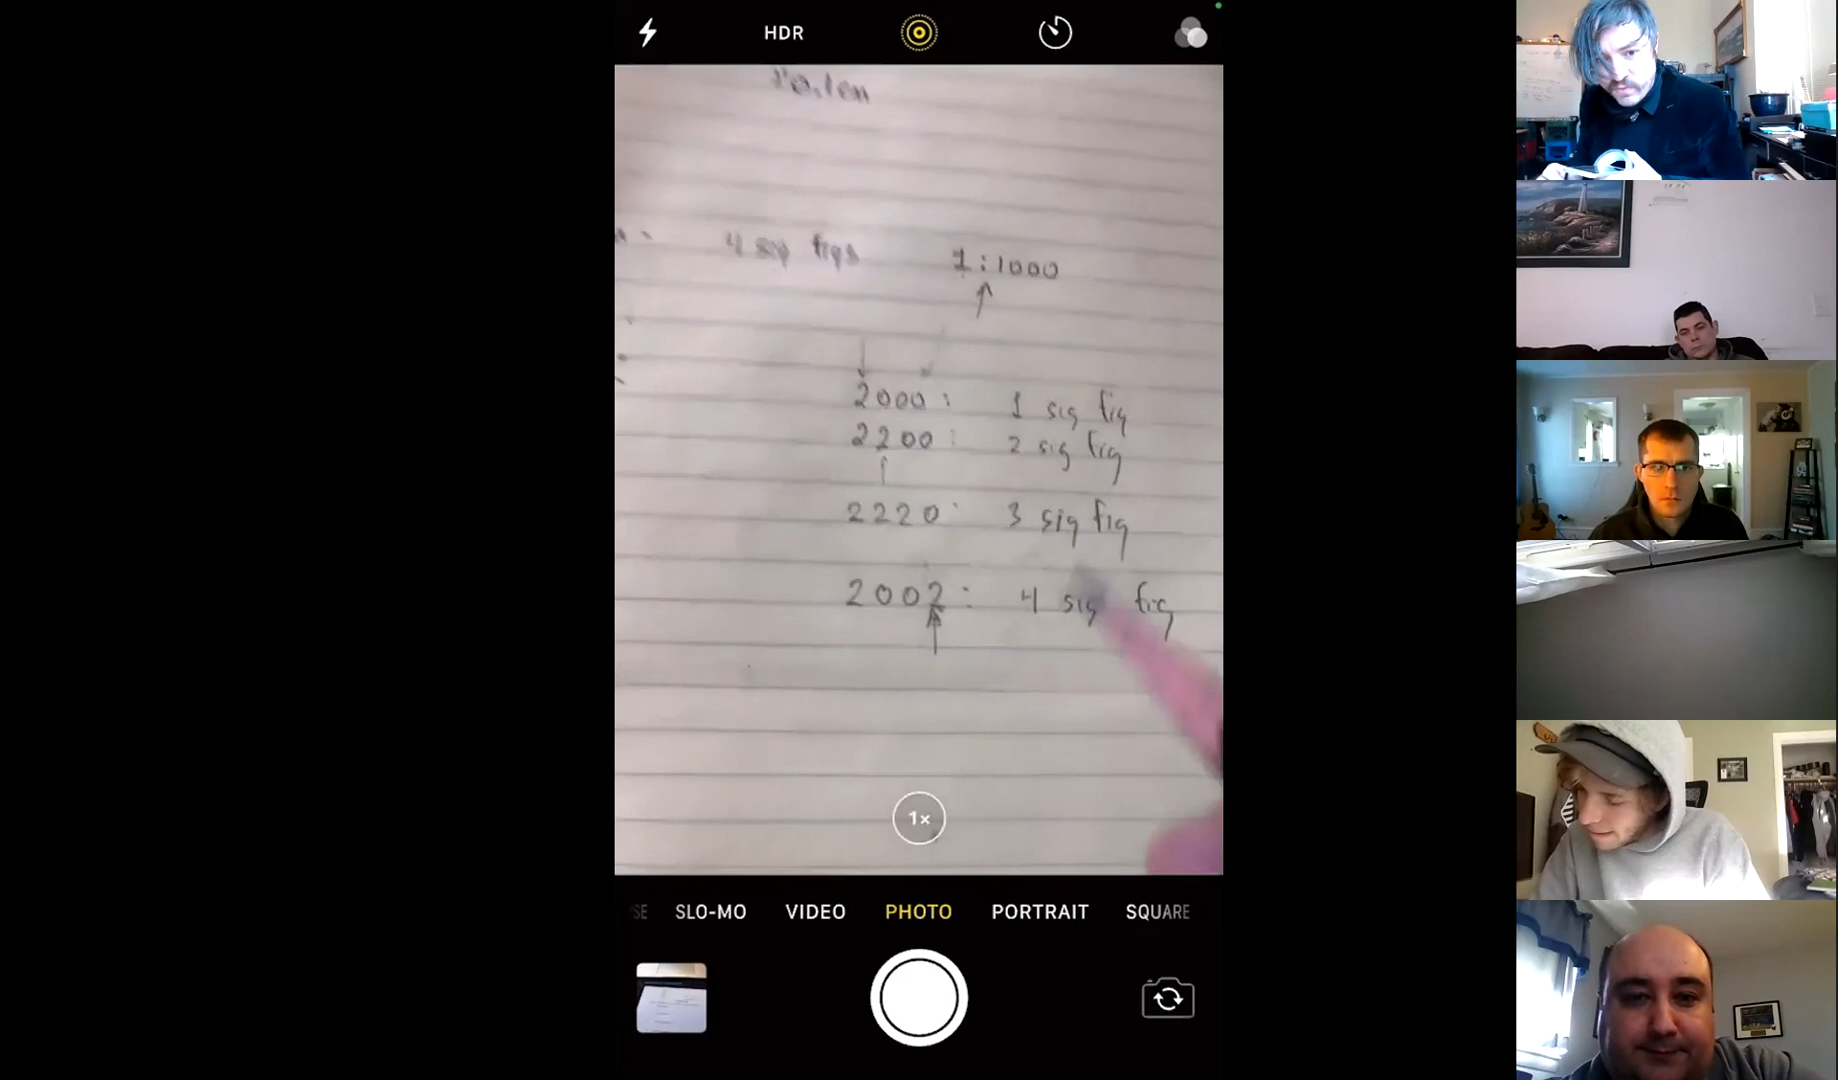 HDR
4 sig figs 1:1000
2000: 1 sig fig
2200: 2 sig fig
2220: 3 sig fig
2002: 4 sig fig
1×
SLO-MO VIDEO PHOTO PORTRAIT SQUARE